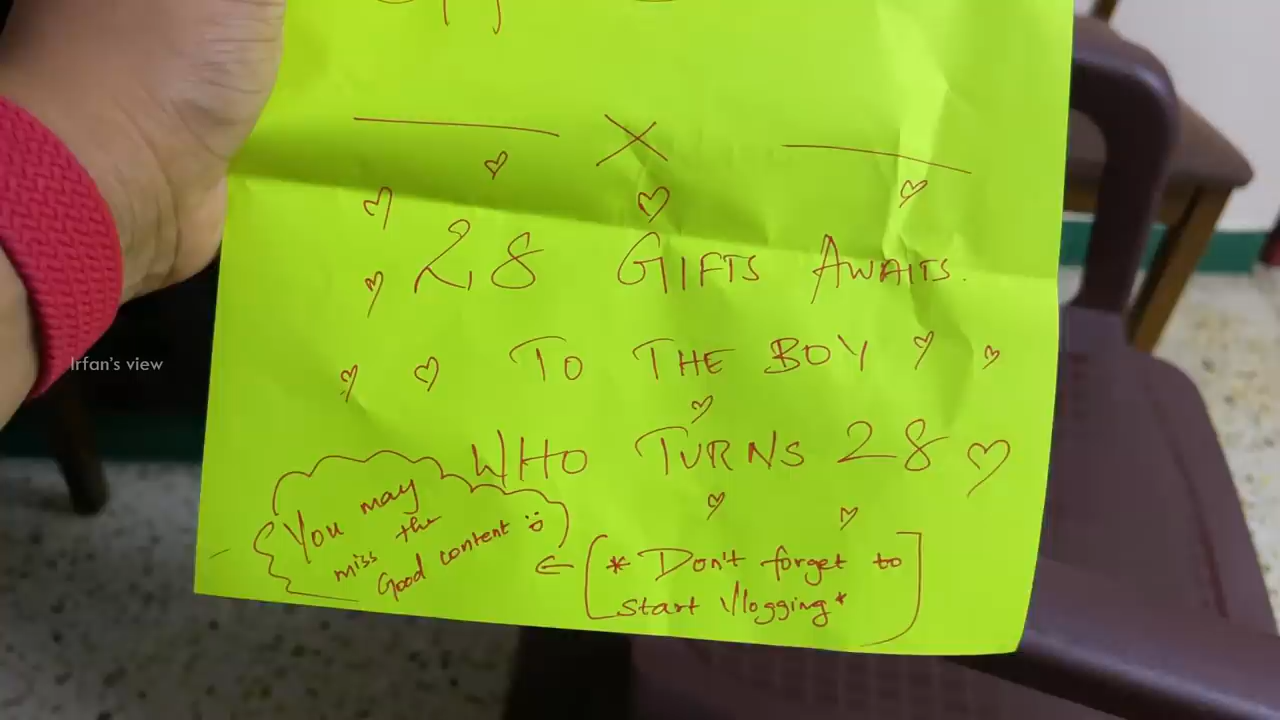 28 GIFTS AWAITS.
TO THE BOY
WHO TURNS 28
You may
miss the
Good content
* Don't forget to
start Vlogging*
Irfan's view